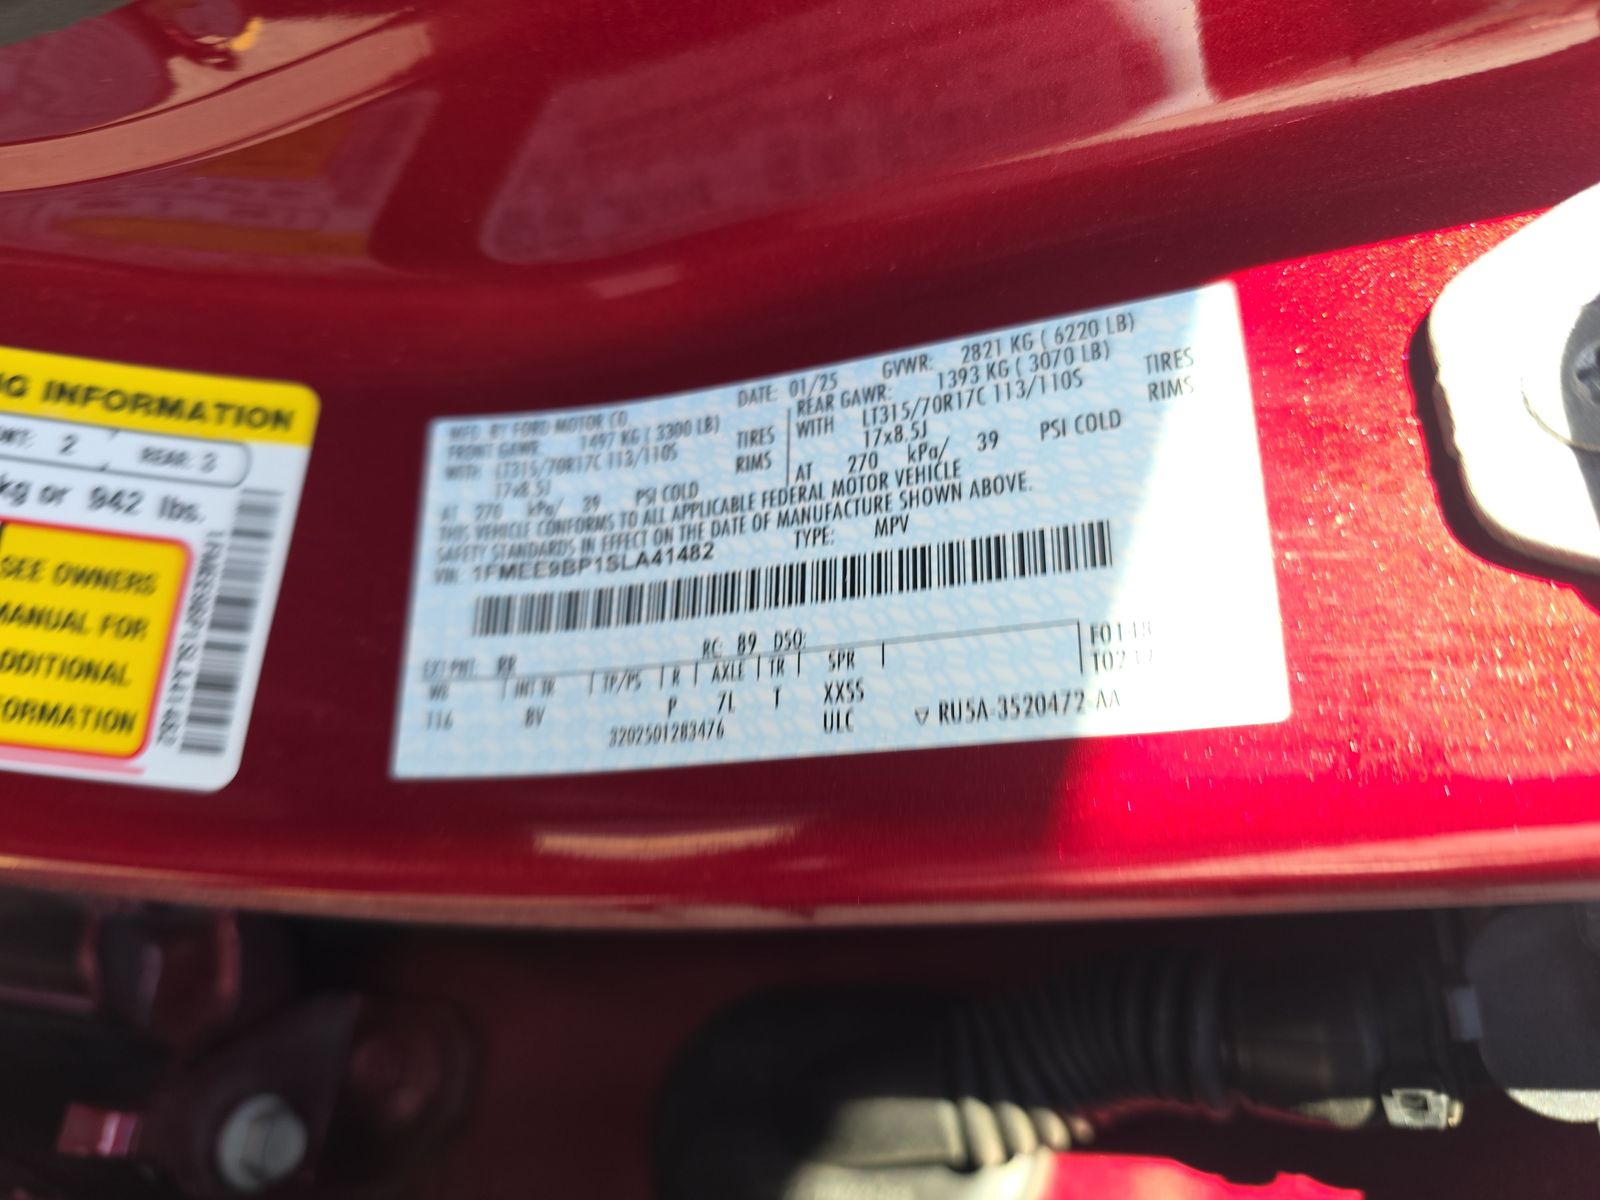 NG INFORMATION
2
REAR: 3
kg or 942 lbs.
SEE OWNERS
MANUAL FOR
ADDITIONAL
INFORMATION
1FMEE9BP1SLA41482
MFD. BY FORD MOTOR CO. DATE: 01/25 GVWR: 2821 KG ( 6220 LB)
FRONT GAWR: 1497 KG ( 3300 LB) REAR GAWR: 1393 KG ( 3070 LB)
WITH LT315/70R17C 113/110S TIRES WITH LT315/70R17C 113/110S TIRES
17x8.5J RIMS 17x8.5J RIMS
AT 270 kPa/ 39 PSI COLD AT 270 kPa/ 39 PSI COLD
THIS VEHICLE CONFORMS TO ALL APPLICABLE FEDERAL MOTOR VEHICLE
SAFETY STANDARDS IN EFFECT ON THE DATE OF MANUFACTURE SHOWN ABOVE.
VIN: 1FMEE9BP1SLA41482 TYPE: MPV
EXT PNT: RR RC: 89 DSO:
WB INT TR TP/PS R AXLE TR SPR
116 BV P 7L T XXSS
3202501283476 ULC ▽ RU5A-3520472-AA